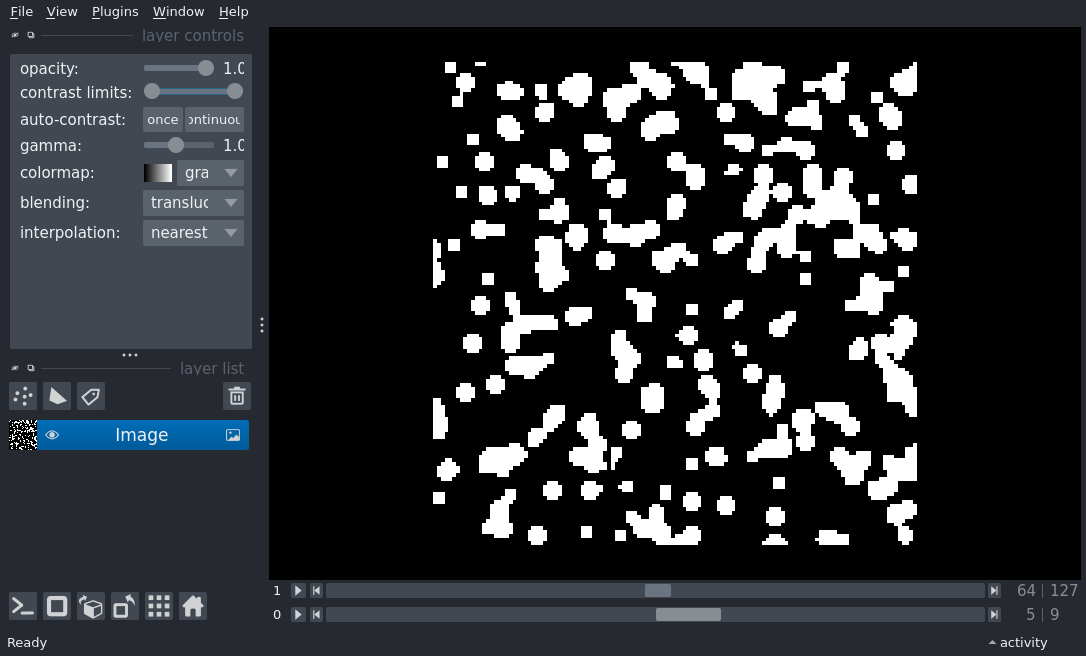 File View Plugins Window Help
layer controls
opacity: 1.0
contrast limits:
auto-contrast: once ontinuou
gamma: 1.0
colormap: gra
blending: transluc
interpolation: nearest
layer list
Image
1 64 | 127
0 5 | 9
Ready activity